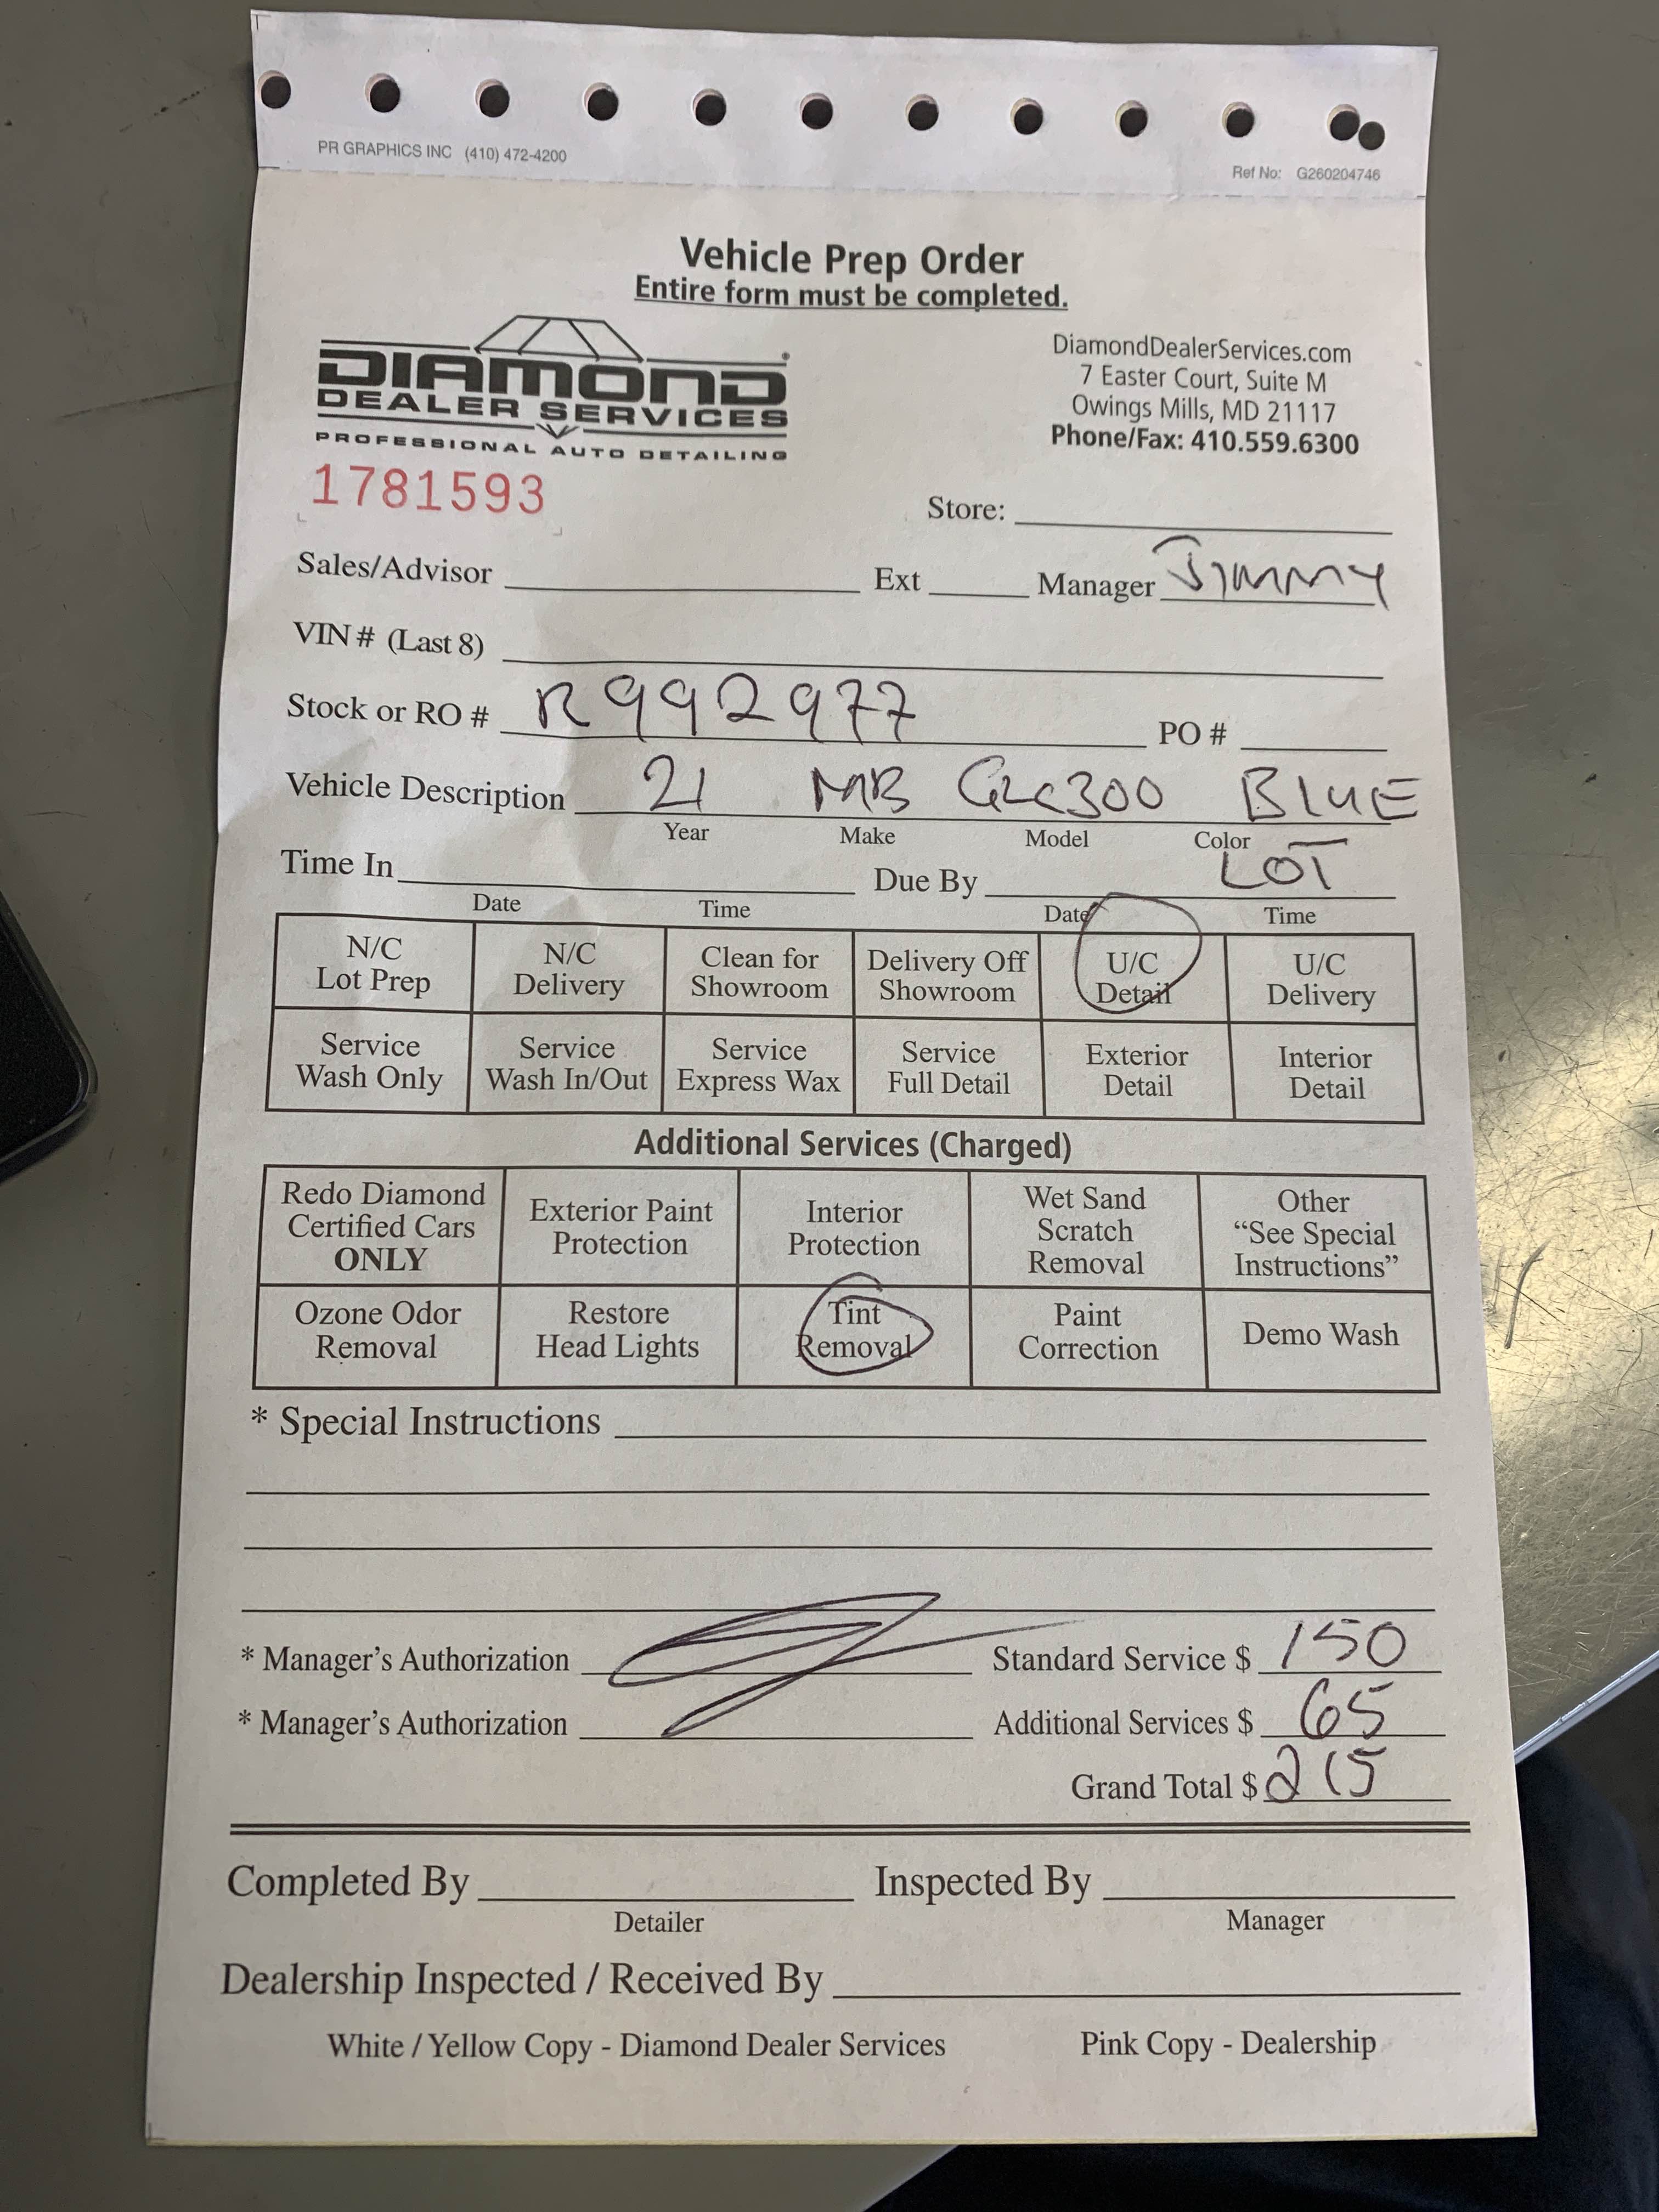 PR GRAPHICS INC (410) 472-4200
Ref No: G260204746
Vehicle Prep Order
Entire form must be completed.
DIAMOND
DEALER SERVICES
PROFESSIONAL AUTO DETAILING
DiamondDealerServices.com
7 Easter Court, Suite M
Owings Mills, MD 21117
Phone/Fax: 410.559.6300
1781593
Store:
Sales/Advisor Ext Manager Jimmy
VIN # (Last 8)
Stock or RO # R992977 PO #
Vehicle Description 21 MB GLC300 BLUE
Year Make Model Color
Time In Due By LOT
Date Time Date Time
N/C Lot Prep
N/C Delivery
Clean for Showroom
Delivery Off Showroom
U/C Detail
U/C Delivery
Service Wash Only
Service Wash In/Out
Service Express Wax
Service Full Detail
Exterior Detail
Interior Detail
Additional Services (Charged)
Redo Diamond Certified Cars ONLY
Exterior Paint Protection
Interior Protection
Wet Sand Scratch Removal
Other "See Special Instructions"
Ozone Odor Removal
Restore Head Lights
Tint Removal
Paint Correction
Demo Wash
* Special Instructions
* Manager's Authorization Standard Service $ 150
* Manager's Authorization Additional Services $ 65
Grand Total $ 215
Completed By Inspected By
Detailer Manager
Dealership Inspected / Received By
White / Yellow Copy - Diamond Dealer Services Pink Copy - Dealership